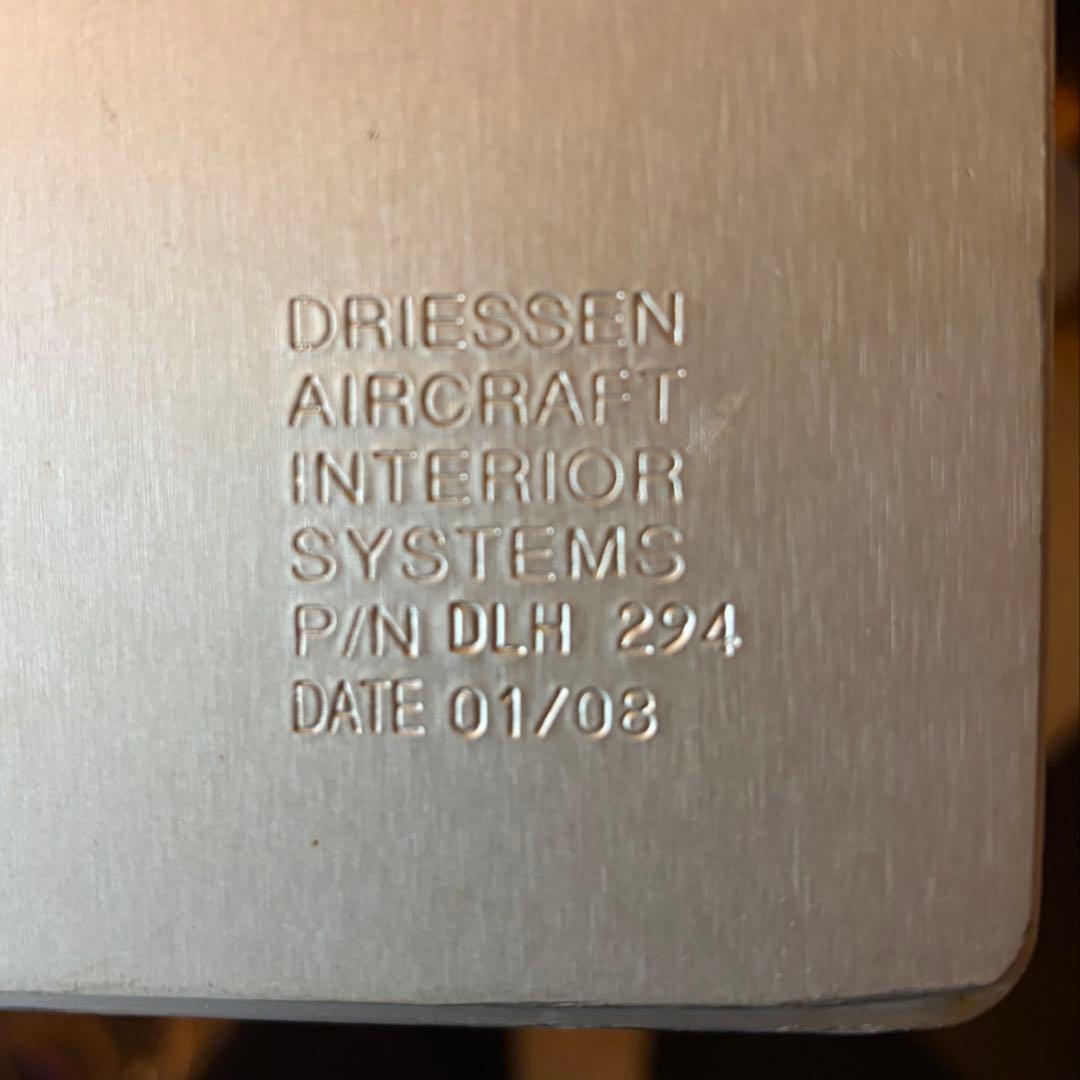 DRIESSEN
AIRCRAFT
INTERIOR
SYSTEMS
P/N DLH 294
DATE 01/08